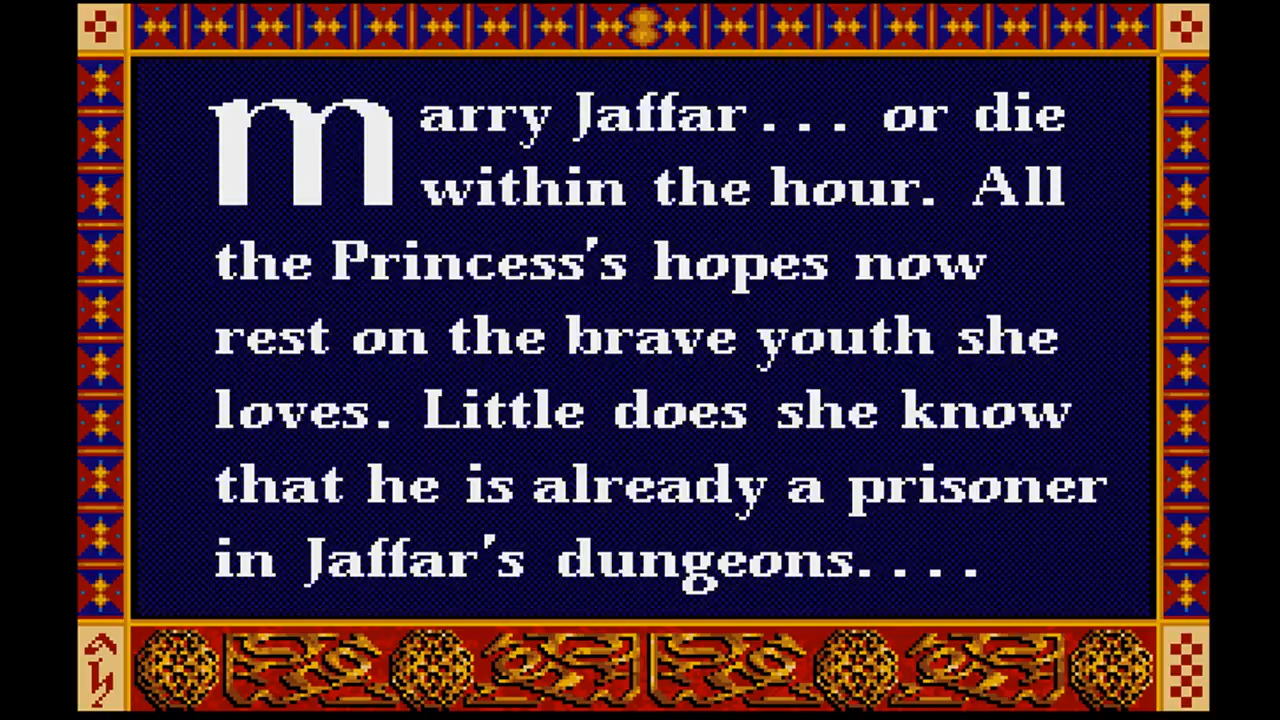 Marry Jaffar... or die
within the hour. All
the Princess's hopes now
rest on the brave youth she
loves. Little does she know
that he is already a prisoner
in Jaffar's dungeons....